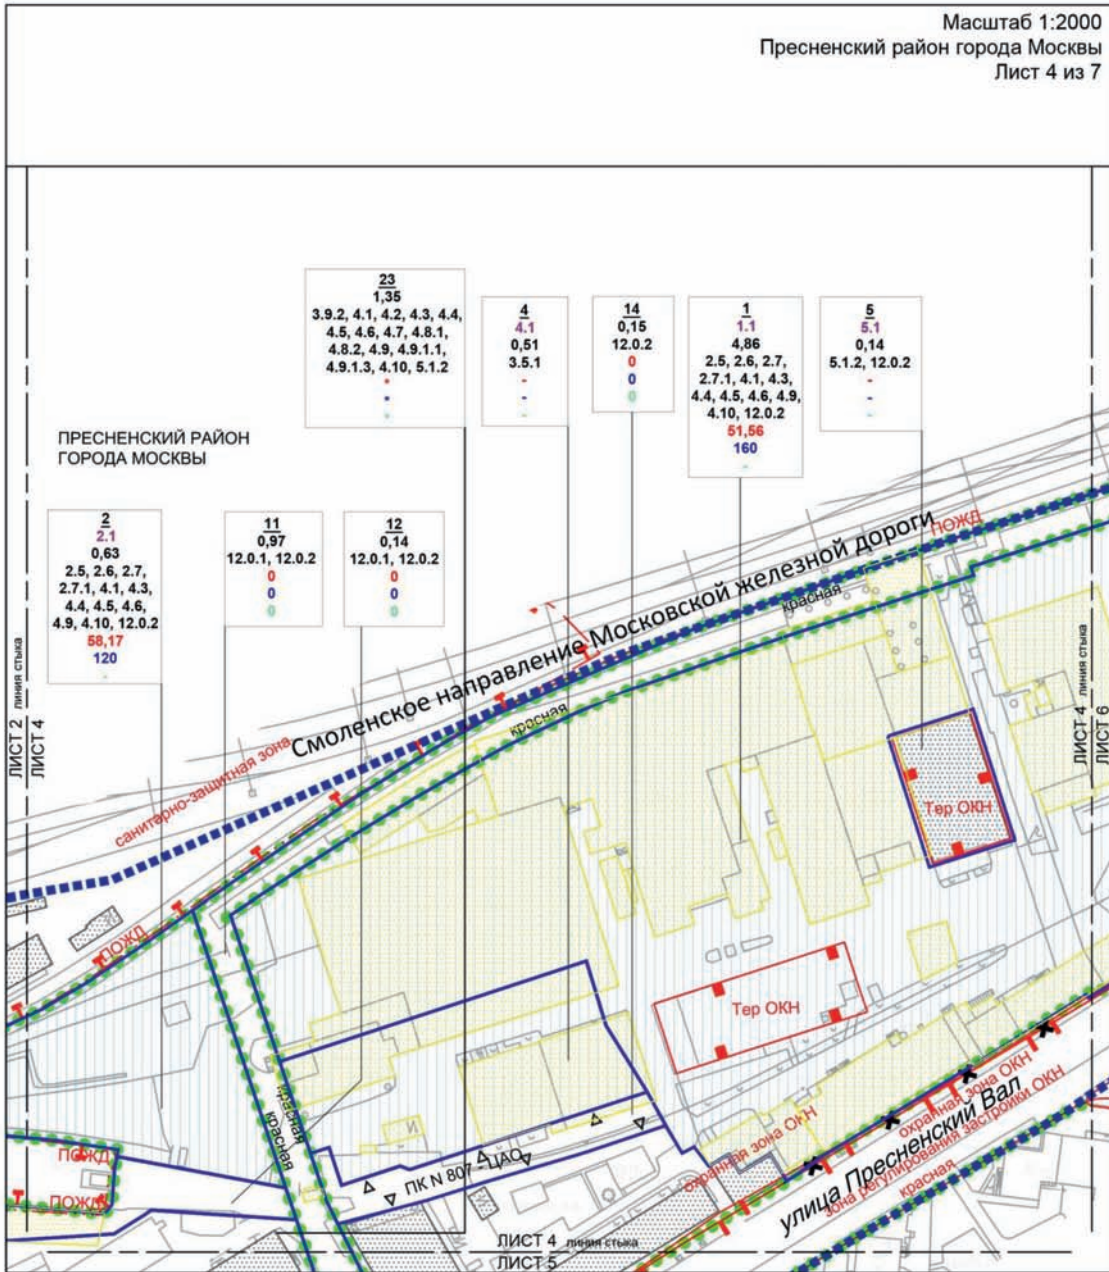 Масштаб 1:2000
Пресненский район города Москвы
Лист 4 из 7
23
1,35
3.9.2, 4.1, 4.2, 4.3, 4.4,
4.5, 4.6, 4.7, 4.8.1,
4.8.2, 4.9, 4.9.1.1,
4.9.1.3, 4.10, 5.1.2
-
-
-
4
4.1
0,51
3.5.1
-
-
-
14
0,15
12.0.2
0
0
0
1
1.1
4,86
2.5, 2.6, 2.7,
2.7.1, 4.1, 4.3,
4.4, 4.5, 4.6, 4.9,
4.10, 12.0.2
51,56
160
-
5
5.1
0,14
5.1.2, 12.0.2
-
-
-
ПРЕСНЕНСКИЙ РАЙОН
ГОРОДА МОСКВЫ
2
2.1
0,63
2.5, 2.6, 2.7,
2.7.1, 4.1, 4.3,
4.4, 4.5, 4.6,
4.9, 4.10, 12.0.2
58,17
120
-
11
0,97
12.0.1, 12.0.2
0
0
0
12
0,14
12.0.1, 12.0.2
0
0
0
ПОЖД
Смоленское направление Московской железной дороги
красная
красная
санитарно-защитная зона
ЛИСТ 2 линия стыка
ЛИСТ 4
ЛИСТ 4 линия стыка
ЛИСТ 6
Тер ОКН
ПОЖД
Тер ОКН
красная
красная
охранная зона ОКН
улица Пресненский Вал
зона регулирования застройки ОКН
красная
охранная зона ОКН
ПК N 807 - ЦАО
ПОЖД
ПОЖД
ЛИСТ 4 линия стыка
ЛИСТ 5